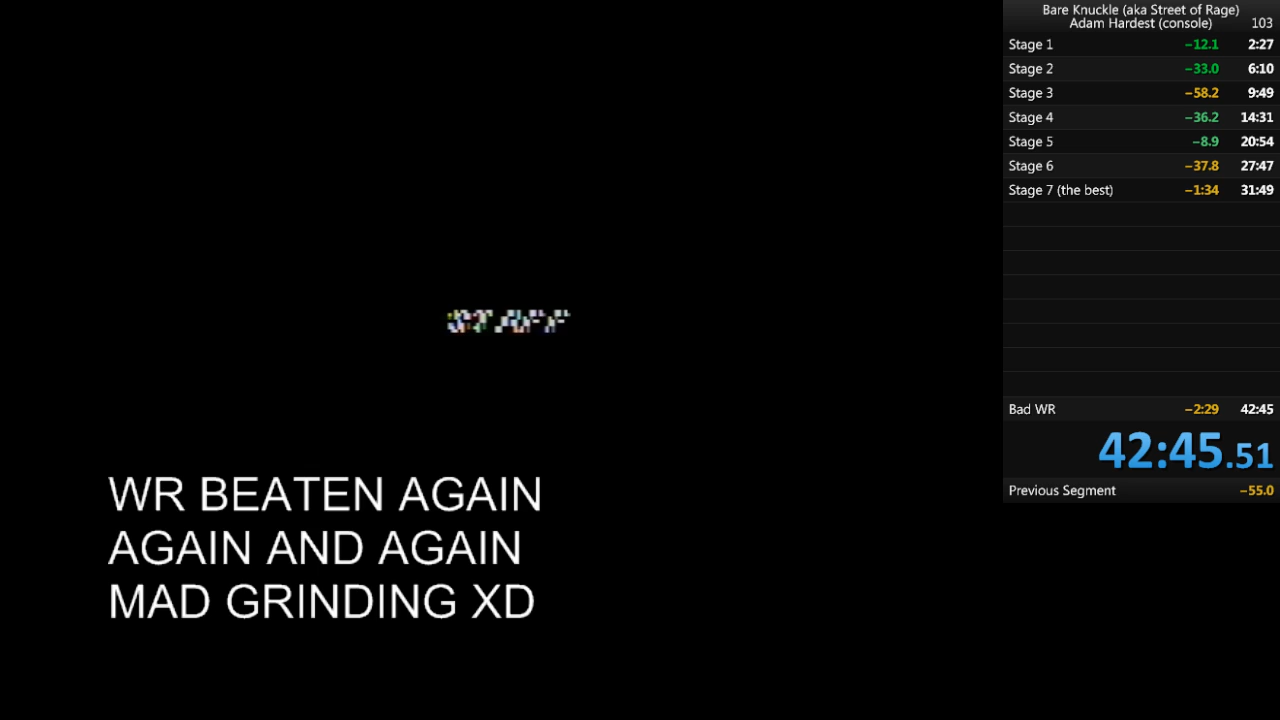 Bare Knuckle (aka Street of Rage)
Adam Hardest (console) 103
Stage 1 −12.1 2:27
Stage 2 −33.0 6:10
Stage 3 −58.2 9:49
Stage 4 −36.2 14:31
Stage 5 −8.9 20:54
Stage 6 −37.8 27:47
Stage 7 (the best) −1:34 31:49
Bad WR −2:29 42:45
42:45.51
Previous Segment −55.0
STAFF
WR BEATEN AGAIN
AGAIN AND AGAIN
MAD GRINDING XD